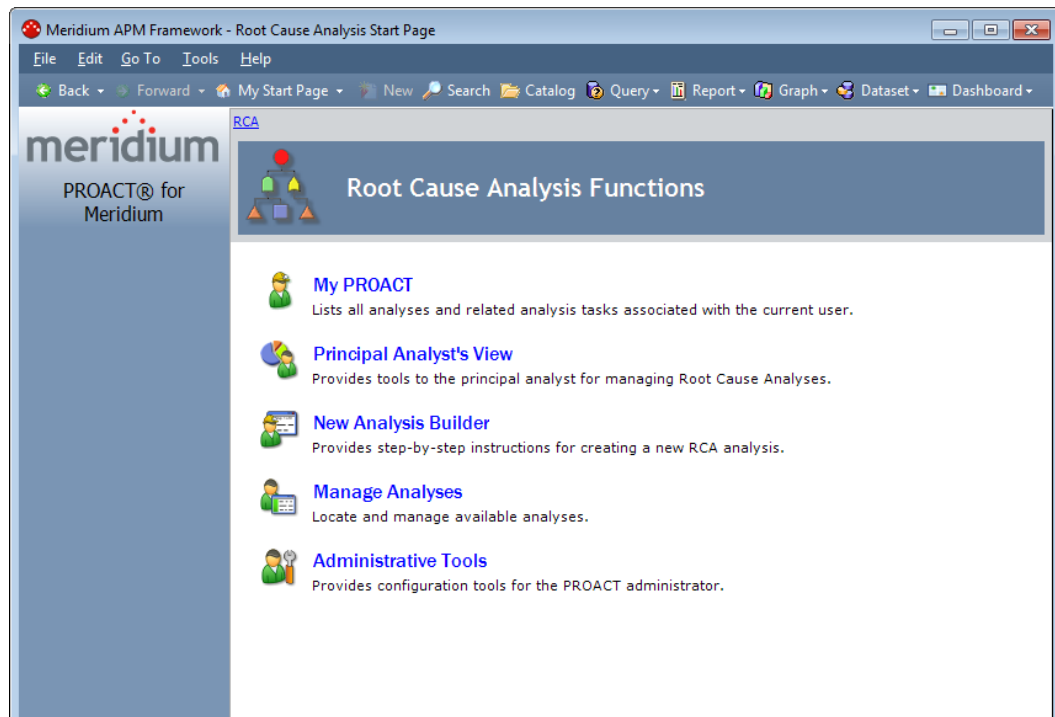 Meridium APM Framework - Root Cause Analysis Start Page
File Edit Go To Tools Help
Back Forward My Start Page New Search Catalog Query Report Graph Dataset Dashboard
meridium
PROACT® for
Meridium
RCA
Root Cause Analysis Functions
My PROACT
Lists all analyses and related analysis tasks associated with the current user.
Principal Analyst's View
Provides tools to the principal analyst for managing Root Cause Analyses.
New Analysis Builder
Provides step-by-step instructions for creating a new RCA analysis.
Manage Analyses
Locate and manage available analyses.
Administrative Tools
Provides configuration tools for the PROACT administrator.